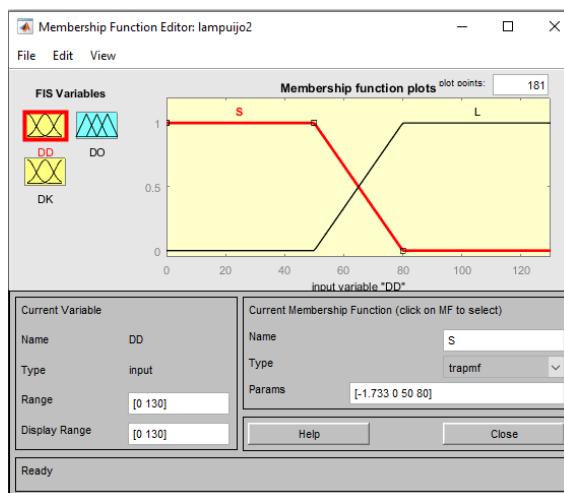 Membership Function Editor: lampuijo2
File Edit View
FIS Variables
DD
DO
DK
Membership function plots
plot points:
181
S
L
1
0.5
0
0 20 40 60 80 100 120
input variable "DD"
Current Variable
Name DD
Type input
Range [0 130]
Display Range [0 130]
Current Membership Function (click on MF to select)
Name S
Type trapmf
Params [-1.733 0 50 80]
Help Close
Ready